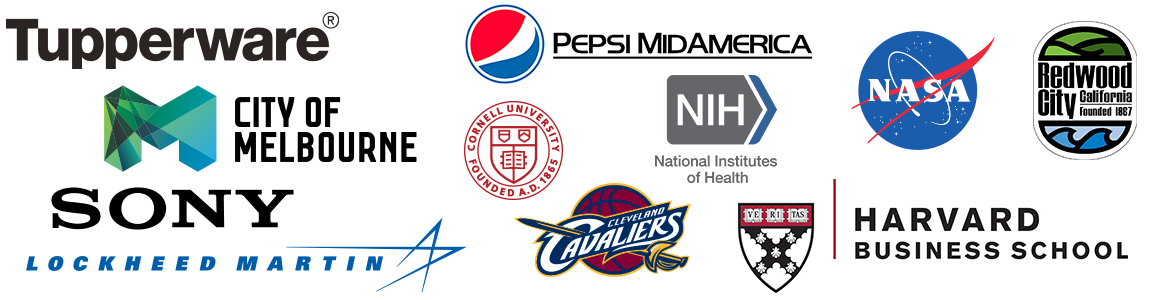 Tupperware®
PEPSI MIDAMERICA
NASA
Redwood
City California
Founded 1867
CITY OF
MELBOURNE
CORNELL UNIVERSITY
FOUNDED A.D. 1865
NIH
National Institutes
of Health
SONY
CLEVELAND
CAVALIERS
LOCKHEED MARTIN
VE RI TAS
HARVARD
BUSINESS SCHOOL